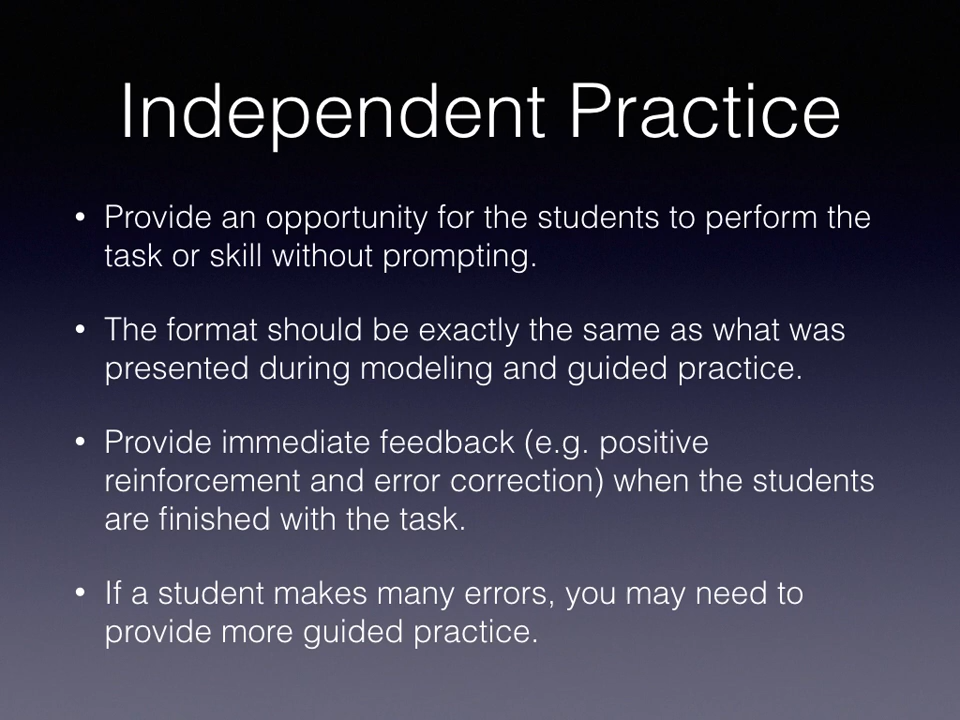 Independent Practice
• Provide an opportunity for the students to perform the
task or skill without prompting.
• The format should be exactly the same as what was
presented during modeling and guided practice.
• Provide immediate feedback (e.g. positive
reinforcement and error correction) when the students
are finished with the task.
• If a student makes many errors, you may need to
provide more guided practice.